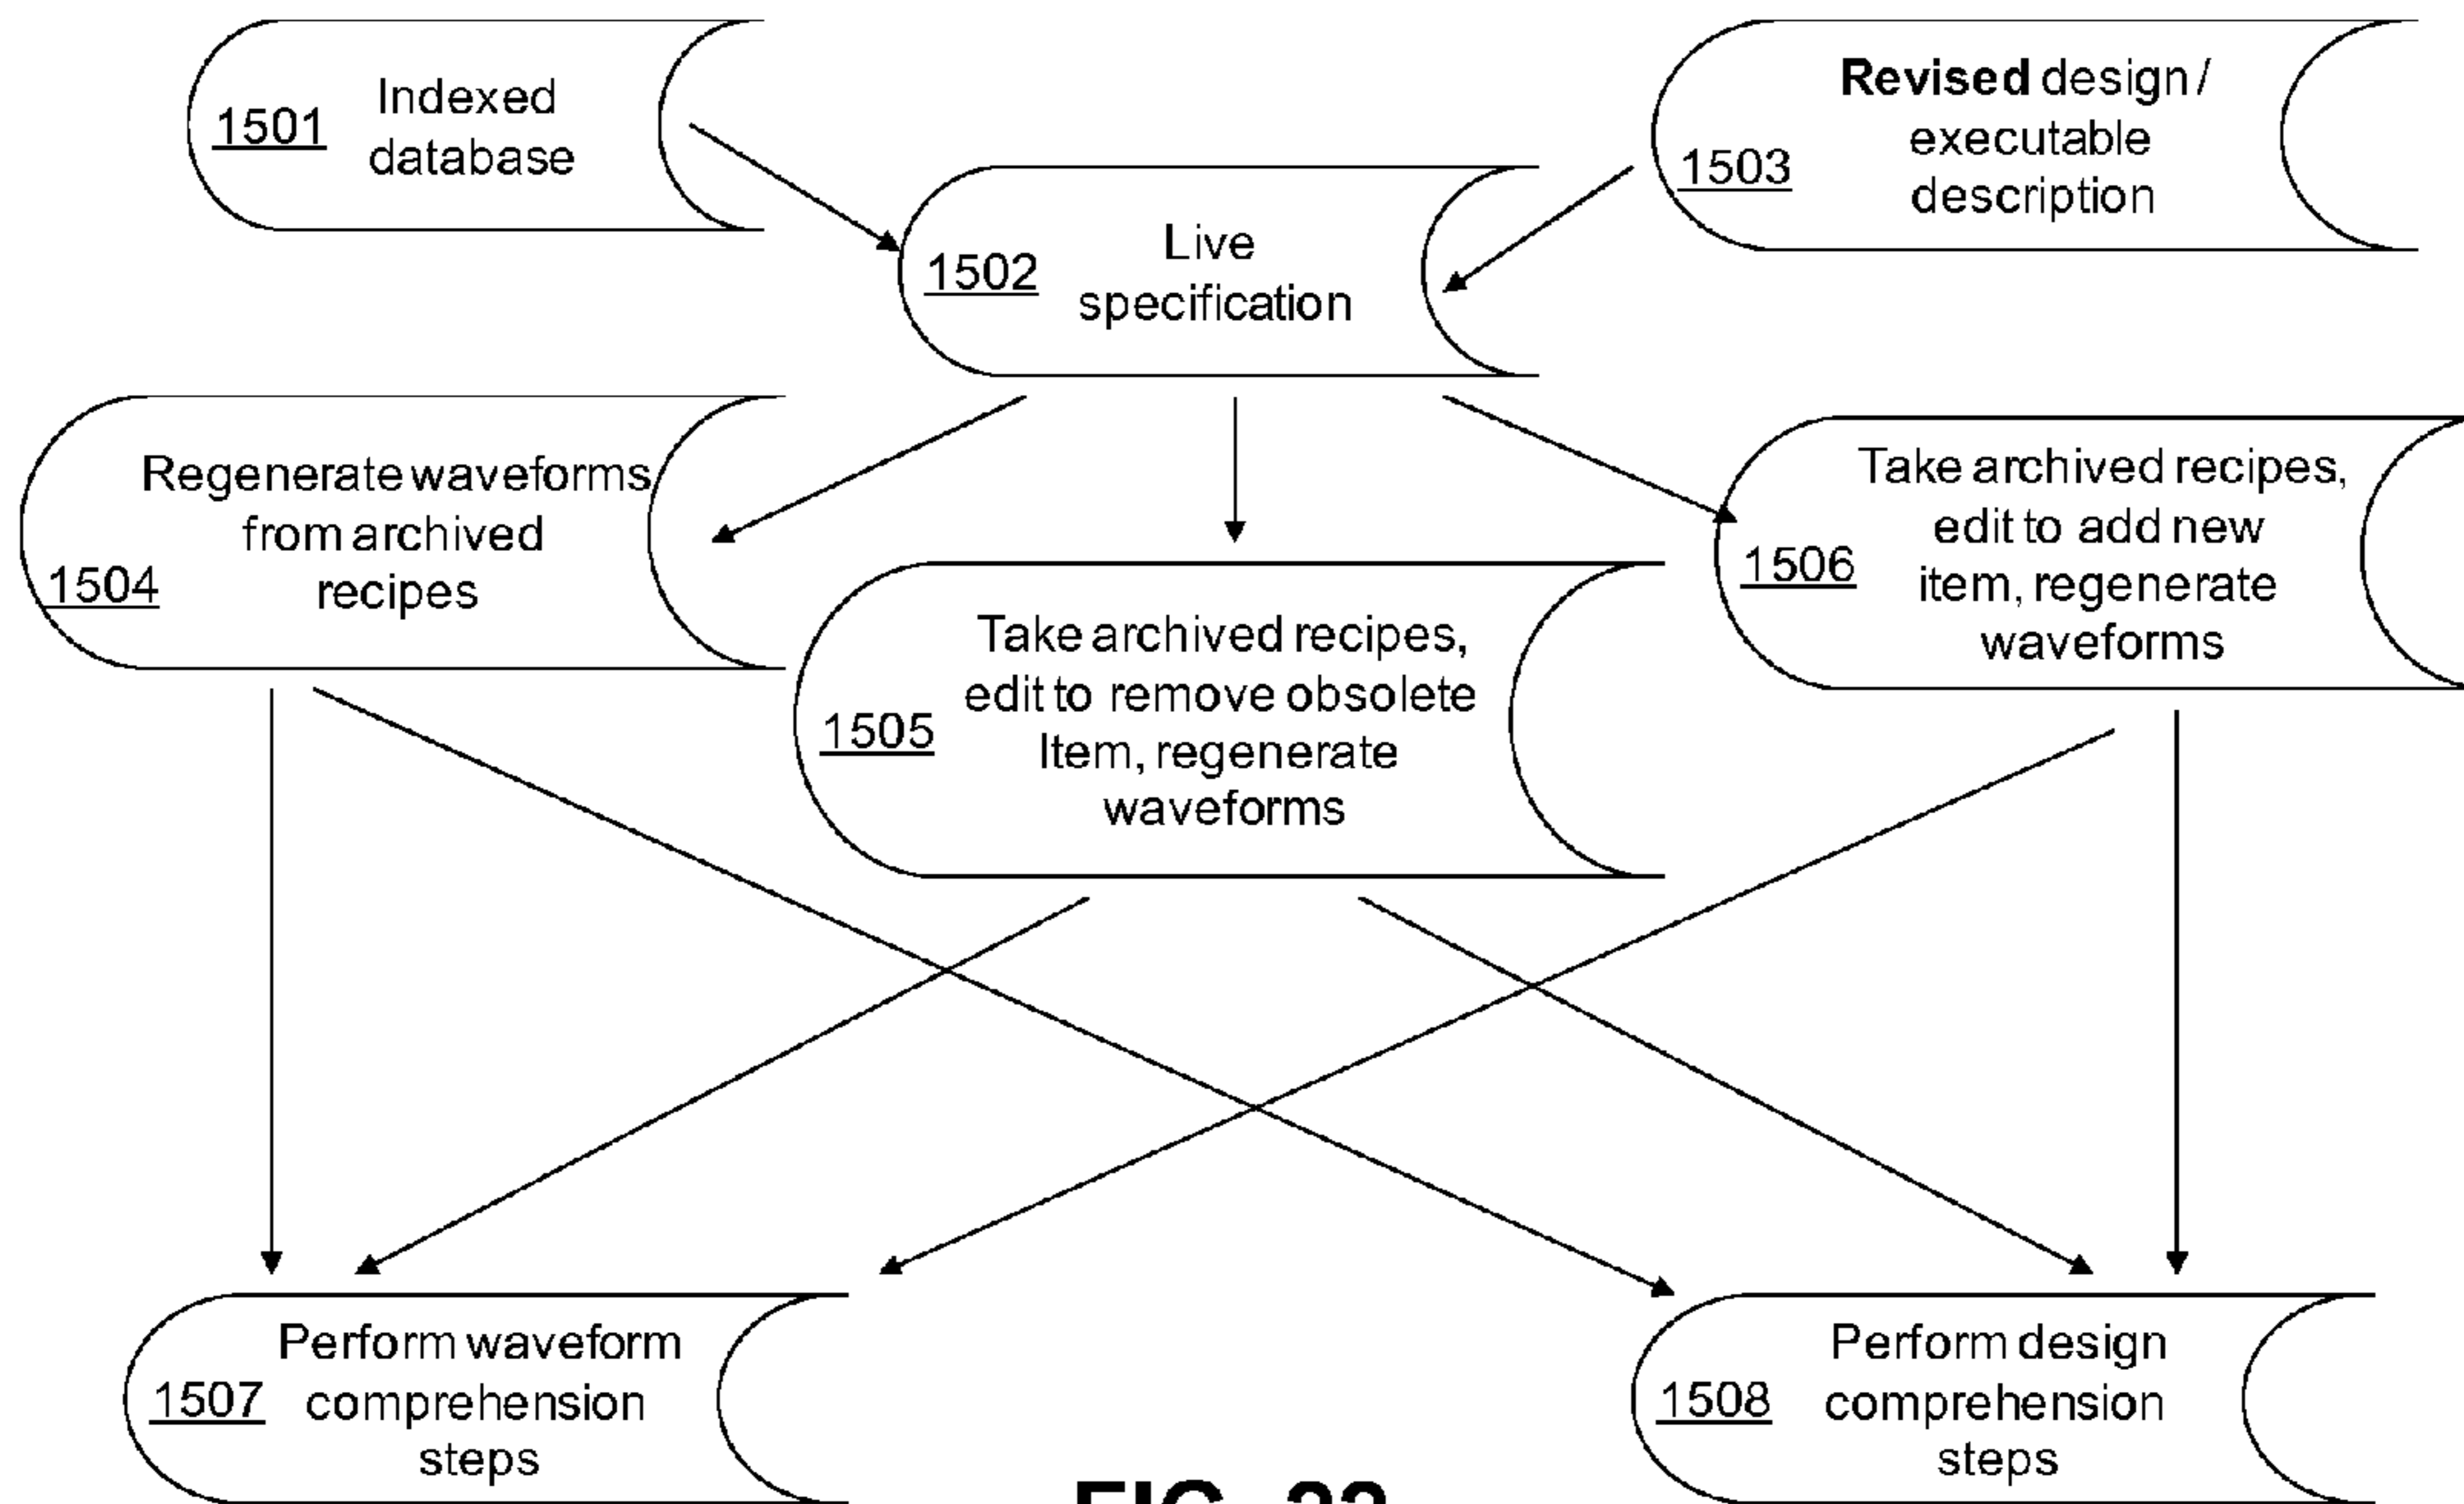 1501
Indexed
database
1503
Revised design /
executable
description
1502
Live
specification
1504
Regenerate waveforms
from archived
recipes
1506
Take archived recipes,
edit to add new
item, regenerate
waveforms
1505
Take archived recipes,
edit to remove obsolete
Item, regenerate
waveforms
1507
Perform waveform
comprehension
steps
1508
Perform design
comprehension
steps